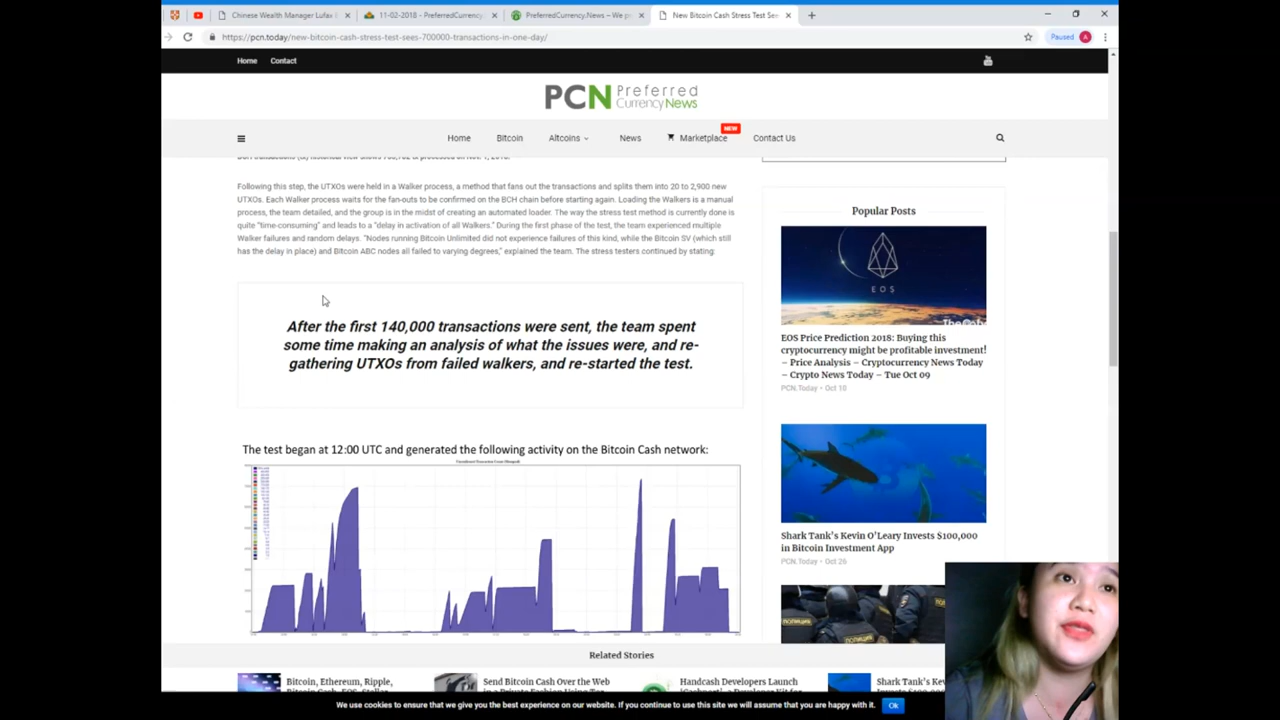 Chinese Wealth Manager Lufax
11-02-2018 - PreferredCurrency
PreferredCurrency.News – We p
New Bitcoin Cash Stress Test See
https://pcn.today/new-bitcoin-cash-stress-test-sees-700000-transactions-in-one-day/
Paused
A
Home
Contact
PCN Preferred
CurrencyNews
Home
Bitcoin
Altcoins
News
Marketplace
NEW
Contact Us
Following this step, the UTXOs were held in a Walker process, a method that fans out the transactions and splits them into 20 to 2,900 new
UTXOs. Each Walker process waits for the fan-outs to be confirmed on the BCH chain before starting again. Loading the Walkers is a manual
process, the team detailed, and the group is in the midst of creating an automated loader. The way the stress test method is currently done is
quite "time-consuming" and leads to a "delay in activation of all Walkers." During the first phase of the test, the team experienced multiple
Walker failures and random delays. "Nodes running Bitcoin Unlimited did not experience failures of this kind, while the Bitcoin SV (which still
has the delay in place) and Bitcoin ABC nodes all failed to varying degrees," explained the team. The stress testers continued by stating:
After the first 140,000 transactions were sent, the team spent
some time making an analysis of what the issues were, and re-
gathering UTXOs from failed walkers, and re-started the test.
The test began at 12:00 UTC and generated the following activity on the Bitcoin Cash network:
Popular Posts
EOS
EOS Price Prediction 2018: Buying this
cryptocurrency might be profitable investment!
– Price Analysis – Cryptocurrency News Today
– Crypto News Today – Tue Oct 09
PCN.Today • Oct 10
Shark Tank's Kevin O'Leary Invests $100,000
in Bitcoin Investment App
PCN.Today • Oct 26
ПОЛИЦИЯ
Related Stories
Bitcoin, Ethereum, Ripple,
Bitcoin Cash, EOS, Stellar
Send Bitcoin Cash Over the Web
in a Private Fashion Using
Handcash Developers Launch
Shark Tank's Kev
We use cookies to ensure that we give you the best experience on our website. If you continue to use this site we will assume that you are happy with it.
Ok